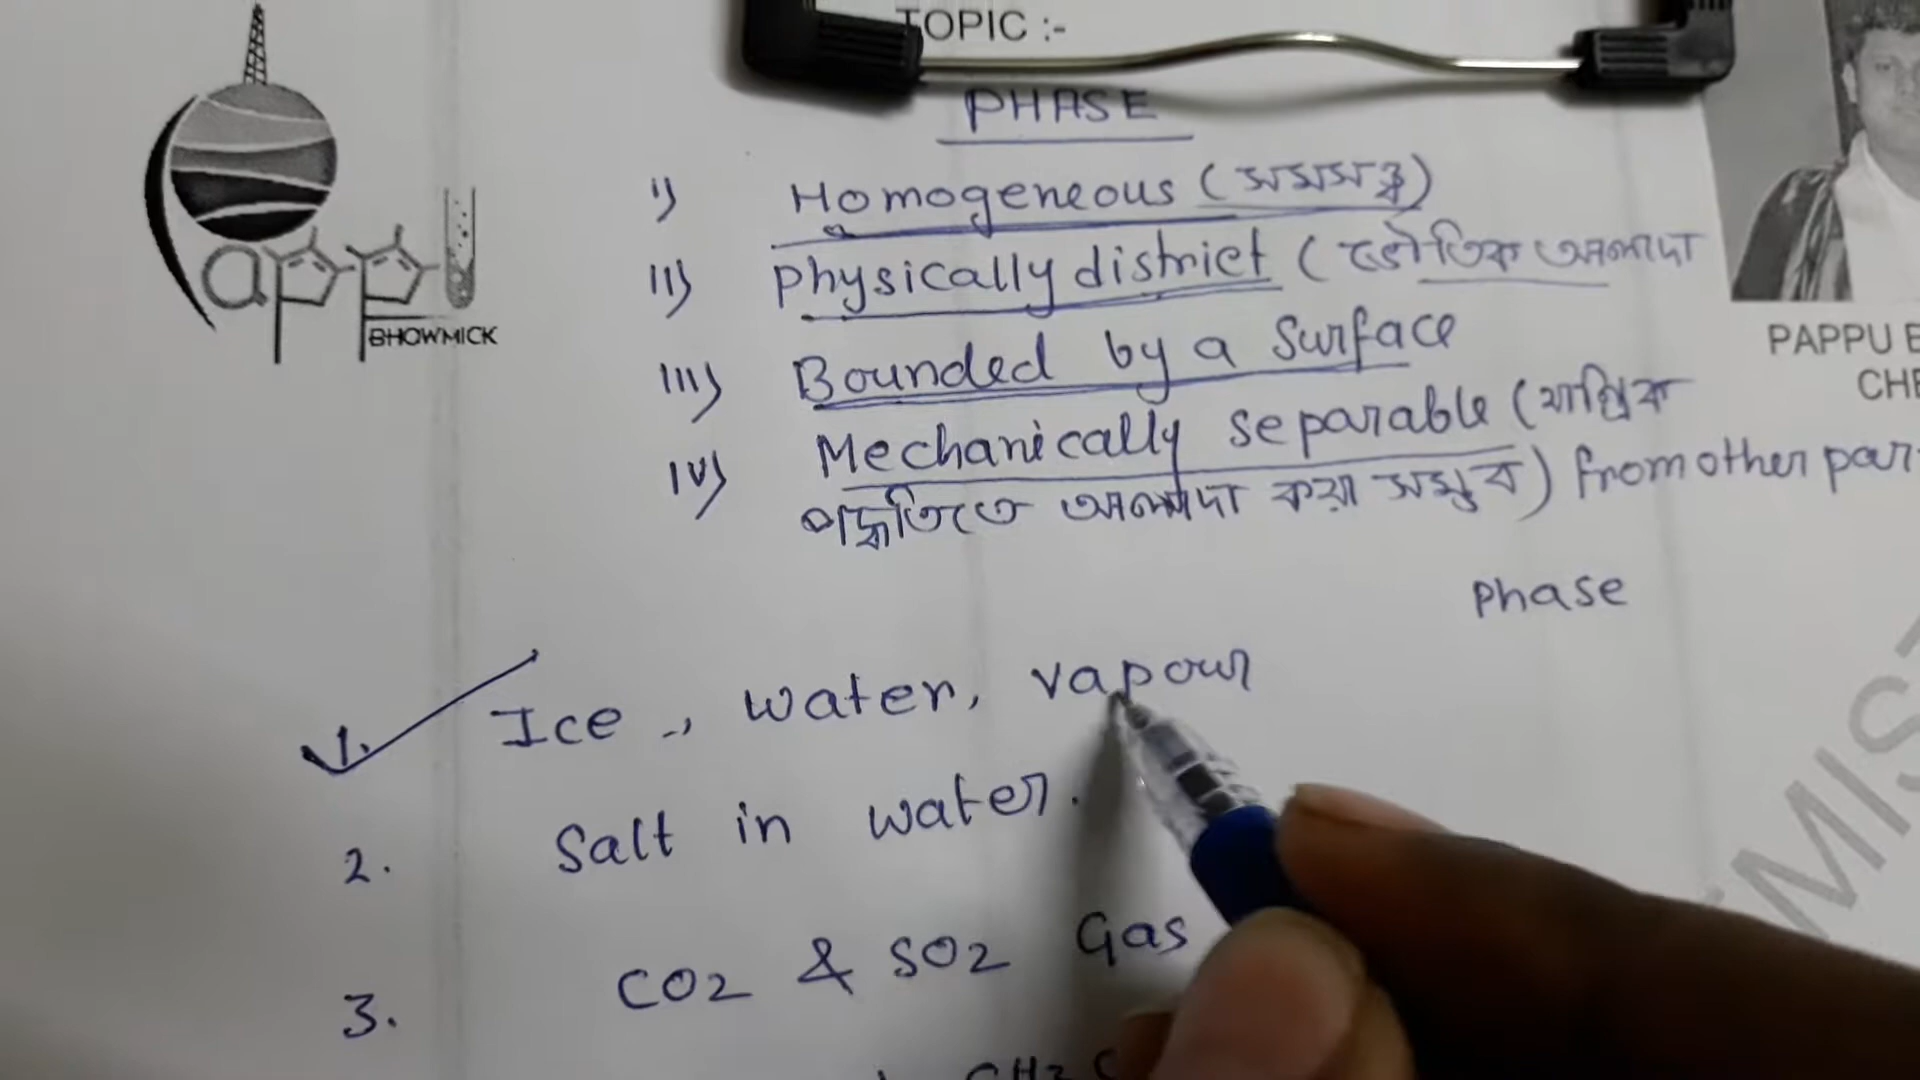 TOPIC :-
PHASE
BHOWMICK
i) Homogeneous (সমসত্ত্ব)
ii) Physically district (ভৌতিক আলাদা
iii) Bounded by a Surface
iv) Mechanically separable (যান্ত্রিক
পদ্ধতিতে আলাদা করা সম্ভব) from other par
PAPPU B
CHE
Phase
1. Ice, water, vapour
2. Salt in water.
3. CO2 & SO2 Gas
MIST